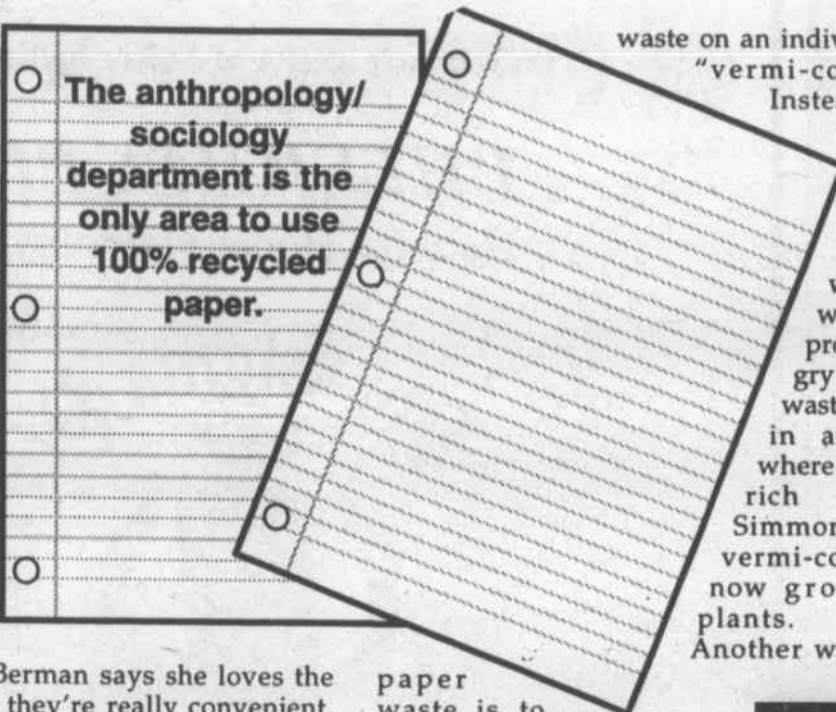 The anthropology/
sociology
department is the
only area to use
100% recycled
paper.
Berman says she loves the
they're really convenient
paper
waste is to
waste on an indiv
"vermi-co
Inste
w
w
pro
gry
wast
in a
where
rich
Simmon
vermi-co
now gro
plants.
Another w